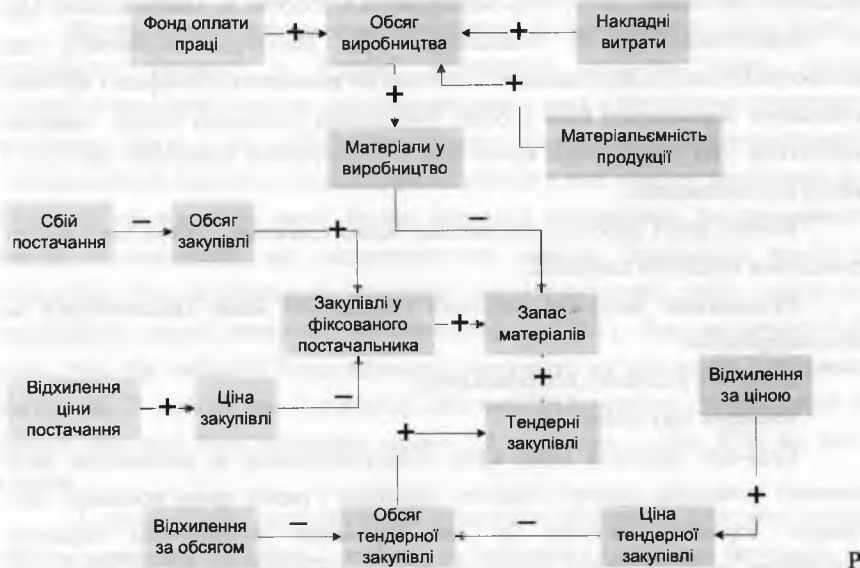 Фонд оплати
праці
+
Обсяг
виробництва
+
Накладні
витрати
+
+
Матеріали у
виробництво
Матеріальємність
продукції
Сбій
постачання
−
Обсяг
закупівлі
+
−
Закупівлі у
фіксованого
постачальника
+
Запас
матеріалів
Відхилення
ціни
постачання
+
Ціна
закупівлі
−
+
Відхилення
за ціною
+
Тендерні
закупівлі
+
Відхилення
за обсягом
−
Обсяг
тендерної
закупівлі
−
Ціна
тендерної
закупівлі
Р